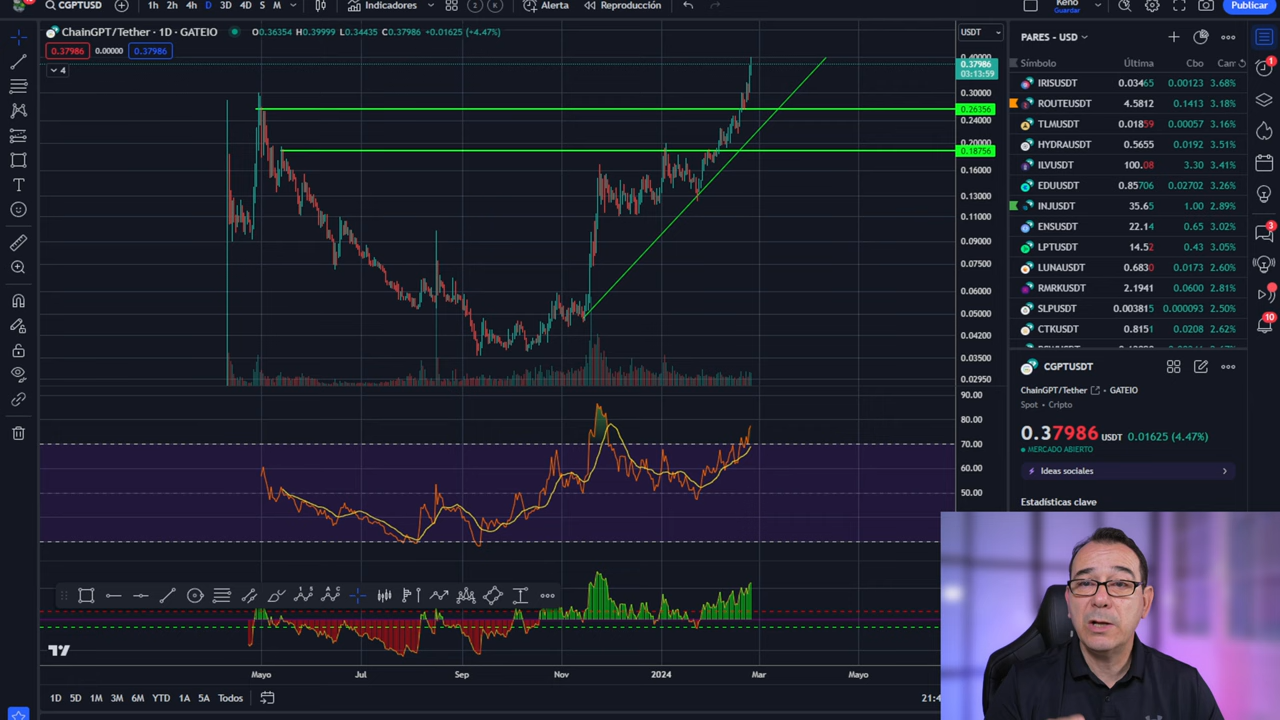 CGPTUSD
1h 2h 4h D 3D 4D S M
Indicadores
Alerta
Reproducción
Keno
Guardar
Publicar
ChainGPT/Tether · 1D · GATEIO
O0.36354 H0.39999 L0.34435 C0.37986 +0.01625 (+4.47%)
USDT
0.37986 0.00000 0.37986
4
0.37986
03:13:59
0.30000
0.26356
0.24000
0.18756
0.16000
0.13000
0.11000
0.09000
0.07500
0.06000
0.05000
0.04200
0.03500
0.02950
90.00
80.00
70.00
60.00
50.00
Mayo Jul Sep Nov 2024 Mar Mayo
1D 5D 1M 3M 6M YTD 1A 5A Todos
21:4
PARES - USD
Símbolo Última Cbo Carr
IRISUSDT 0.03465 0.00123 3.68%
ROUTEUSDT 4.5812 0.1413 3.18%
TLMUSDT 0.01859 0.00057 3.16%
HYDRAUSDT 0.5655 0.0192 3.51%
ILVUSDT 100.08 3.30 3.41%
EDUUSDT 0.85706 0.02702 3.26%
INJUSDT 35.65 1.00 2.89%
ENSUSDT 22.14 0.65 3.02%
LPTUSDT 14.52 0.43 3.05%
LUNAUSDT 0.6830 0.0173 2.60%
RMRKUSDT 2.1941 0.0600 2.81%
SLPUSDT 0.003815 0.000093 2.50%
CTKUSDT 0.8151 0.0208 2.62%
CGPTUSDT
ChainGPT/Tether · GATEIO
Spot • Cripto
0.37986 USDT 0.01625 (4.47%)
MERCADO ABIERTO
Ideas sociales
Estadísticas clave